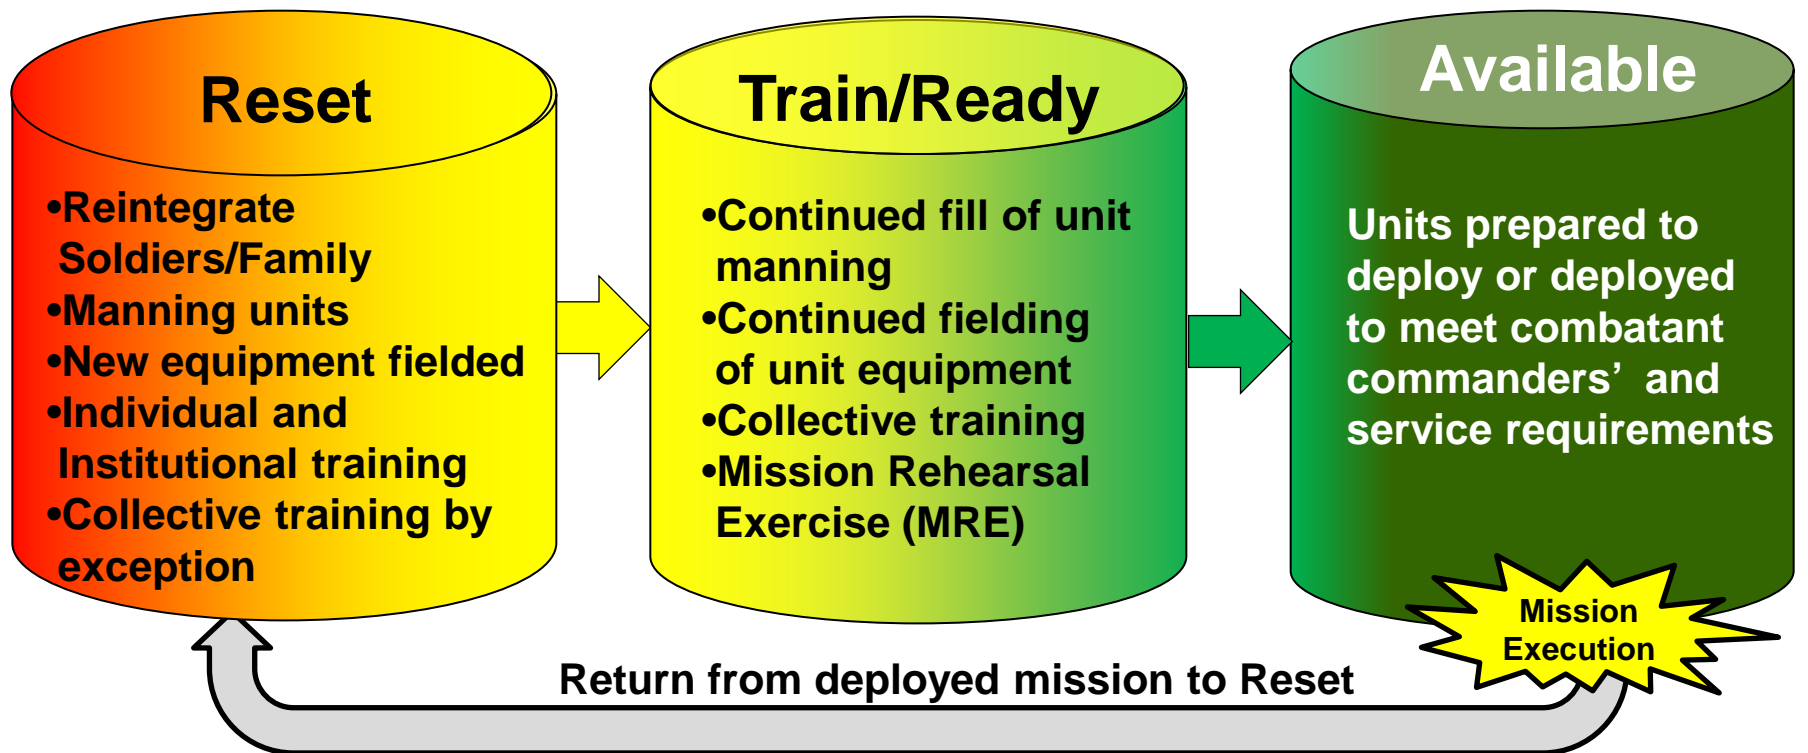 Reset
•Reintegrate
Soldiers/Family
•Manning units
•New equipment fielded
•Individual and
Institutional training
•Collective training by
exception
Train/Ready
•Continued fill of unit
manning
•Continued fielding
of unit equipment
•Collective training
•Mission Rehearsal
Exercise (MRE)
Available
Units prepared to
deploy or deployed
to meet combatant
commanders’ and
service requirements
Mission
Execution
Return from deployed mission to Reset